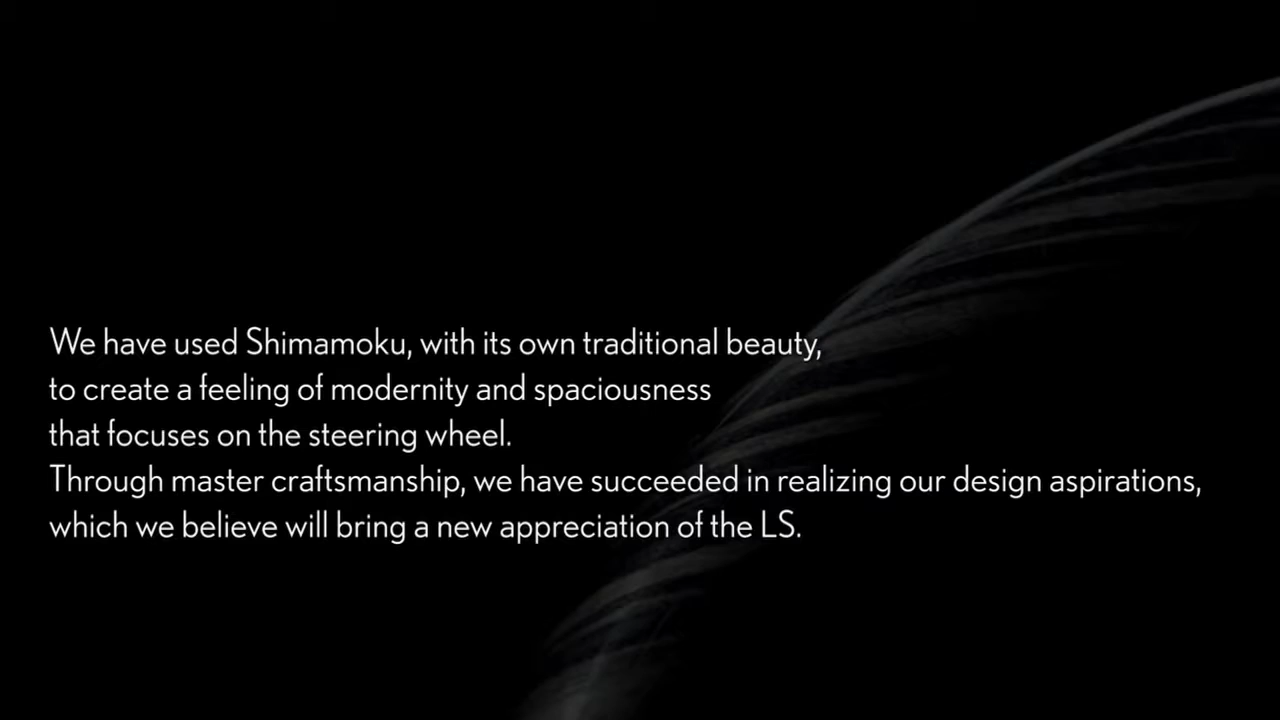 We have used Shimamoku, with its own traditional beauty,
to create a feeling of modernity and spaciousness
that focuses on the steering wheel.
Through master craftsmanship, we have succeeded in realizing our design aspirations,
which we believe will bring a new appreciation of the LS.